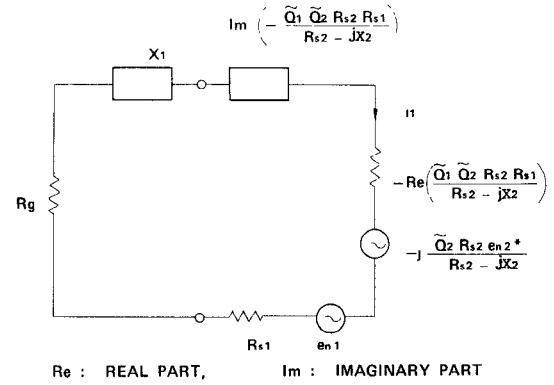 Im (- Q̃1 Q̃2 Rs2 Rs1 / Rs2 - jX2)
X1
I1
Rg
-Re(Q̃1 Q̃2 Rs2 Rs1 / Rs2 - jX2)
-j Q̃2 Rs2 en2* / Rs2 - jX2
Rs1
en1
Re : REAL PART, Im : IMAGINARY PART